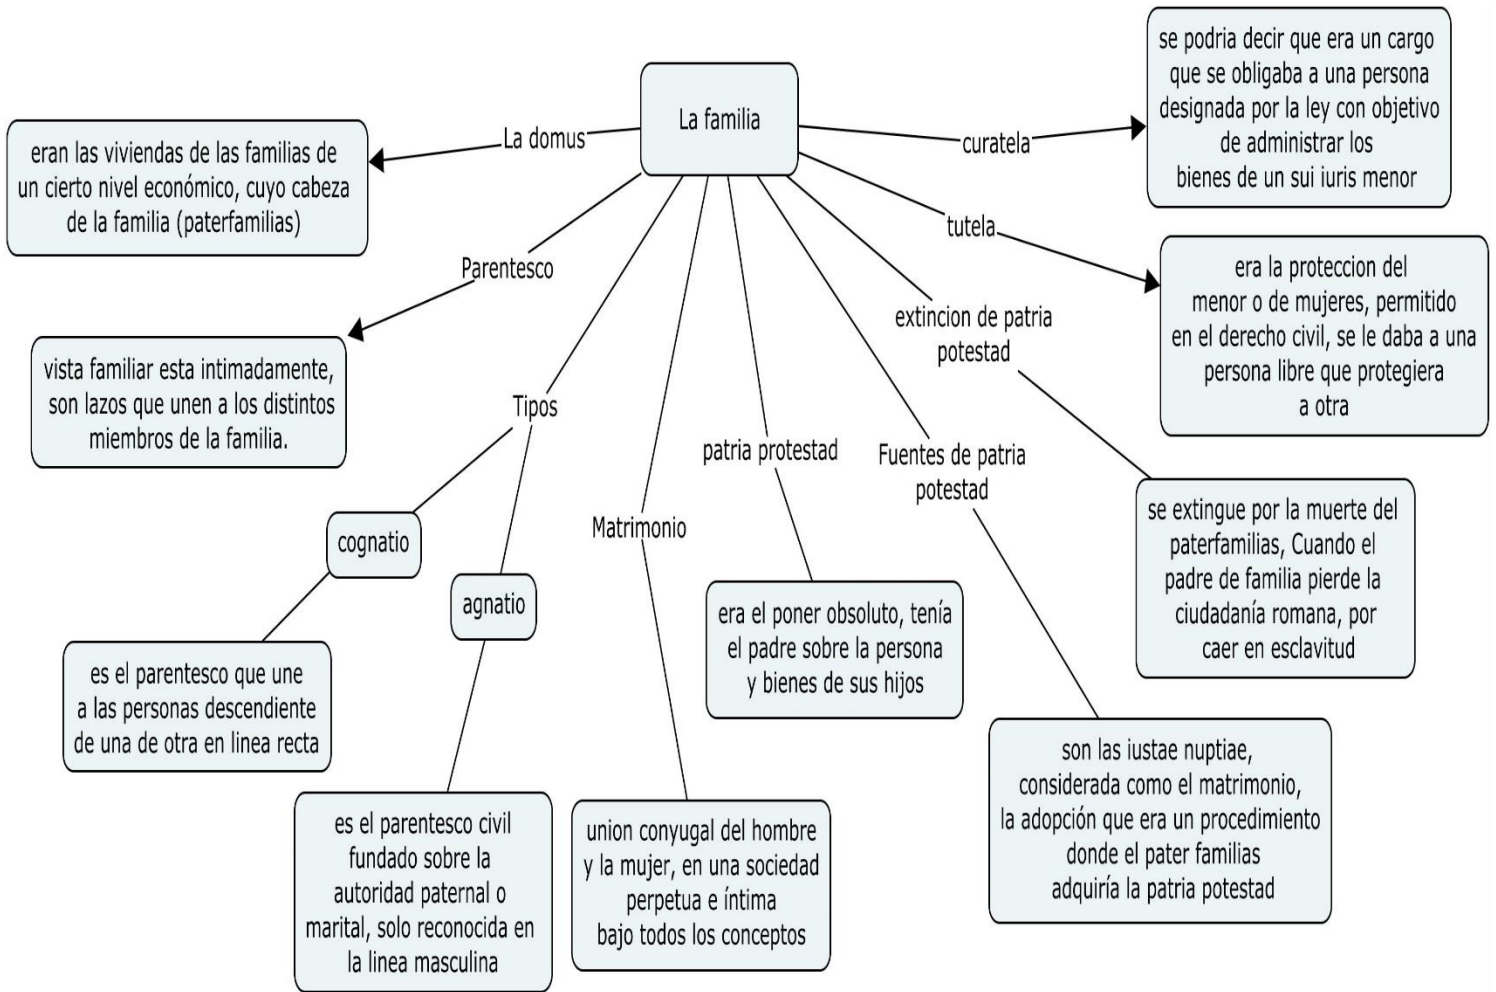 La familia
La domus
eran las viviendas de las familias de
un cierto nivel económico, cuyo cabeza
de la familia (paterfamilias)
Parentesco
vista familiar esta intimadamente,
son lazos que unen a los distintos
miembros de la familia.
Tipos
cognatio
es el parentesco que une
a las personas descendiente
de una de otra en linea recta
agnatio
es el parentesco civil
fundado sobre la
autoridad paternal o
marital, solo reconocida en
la linea masculina
Matrimonio
union conyugal del hombre
y la mujer, en una sociedad
perpetua e íntima
bajo todos los conceptos
patria protestad
era el poner obsoluto, tenía
el padre sobre la persona
y bienes de sus hijos
Fuentes de patria
potestad
son las iustae nuptiae,
considerada como el matrimonio,
la adopción que era un procedimiento
donde el pater familias
adquiría la patria potestad
extincion de patria
potestad
se extingue por la muerte del
paterfamilias, Cuando el
padre de familia pierde la
ciudadanía romana, por
caer en esclavitud
tutela
era la proteccion del
menor o de mujeres, permitido
en el derecho civil, se le daba a una
persona libre que protegiera
a otra
curatela
se podria decir que era un cargo
que se obligaba a una persona
designada por la ley con objetivo
de administrar los
bienes de un sui iuris menor